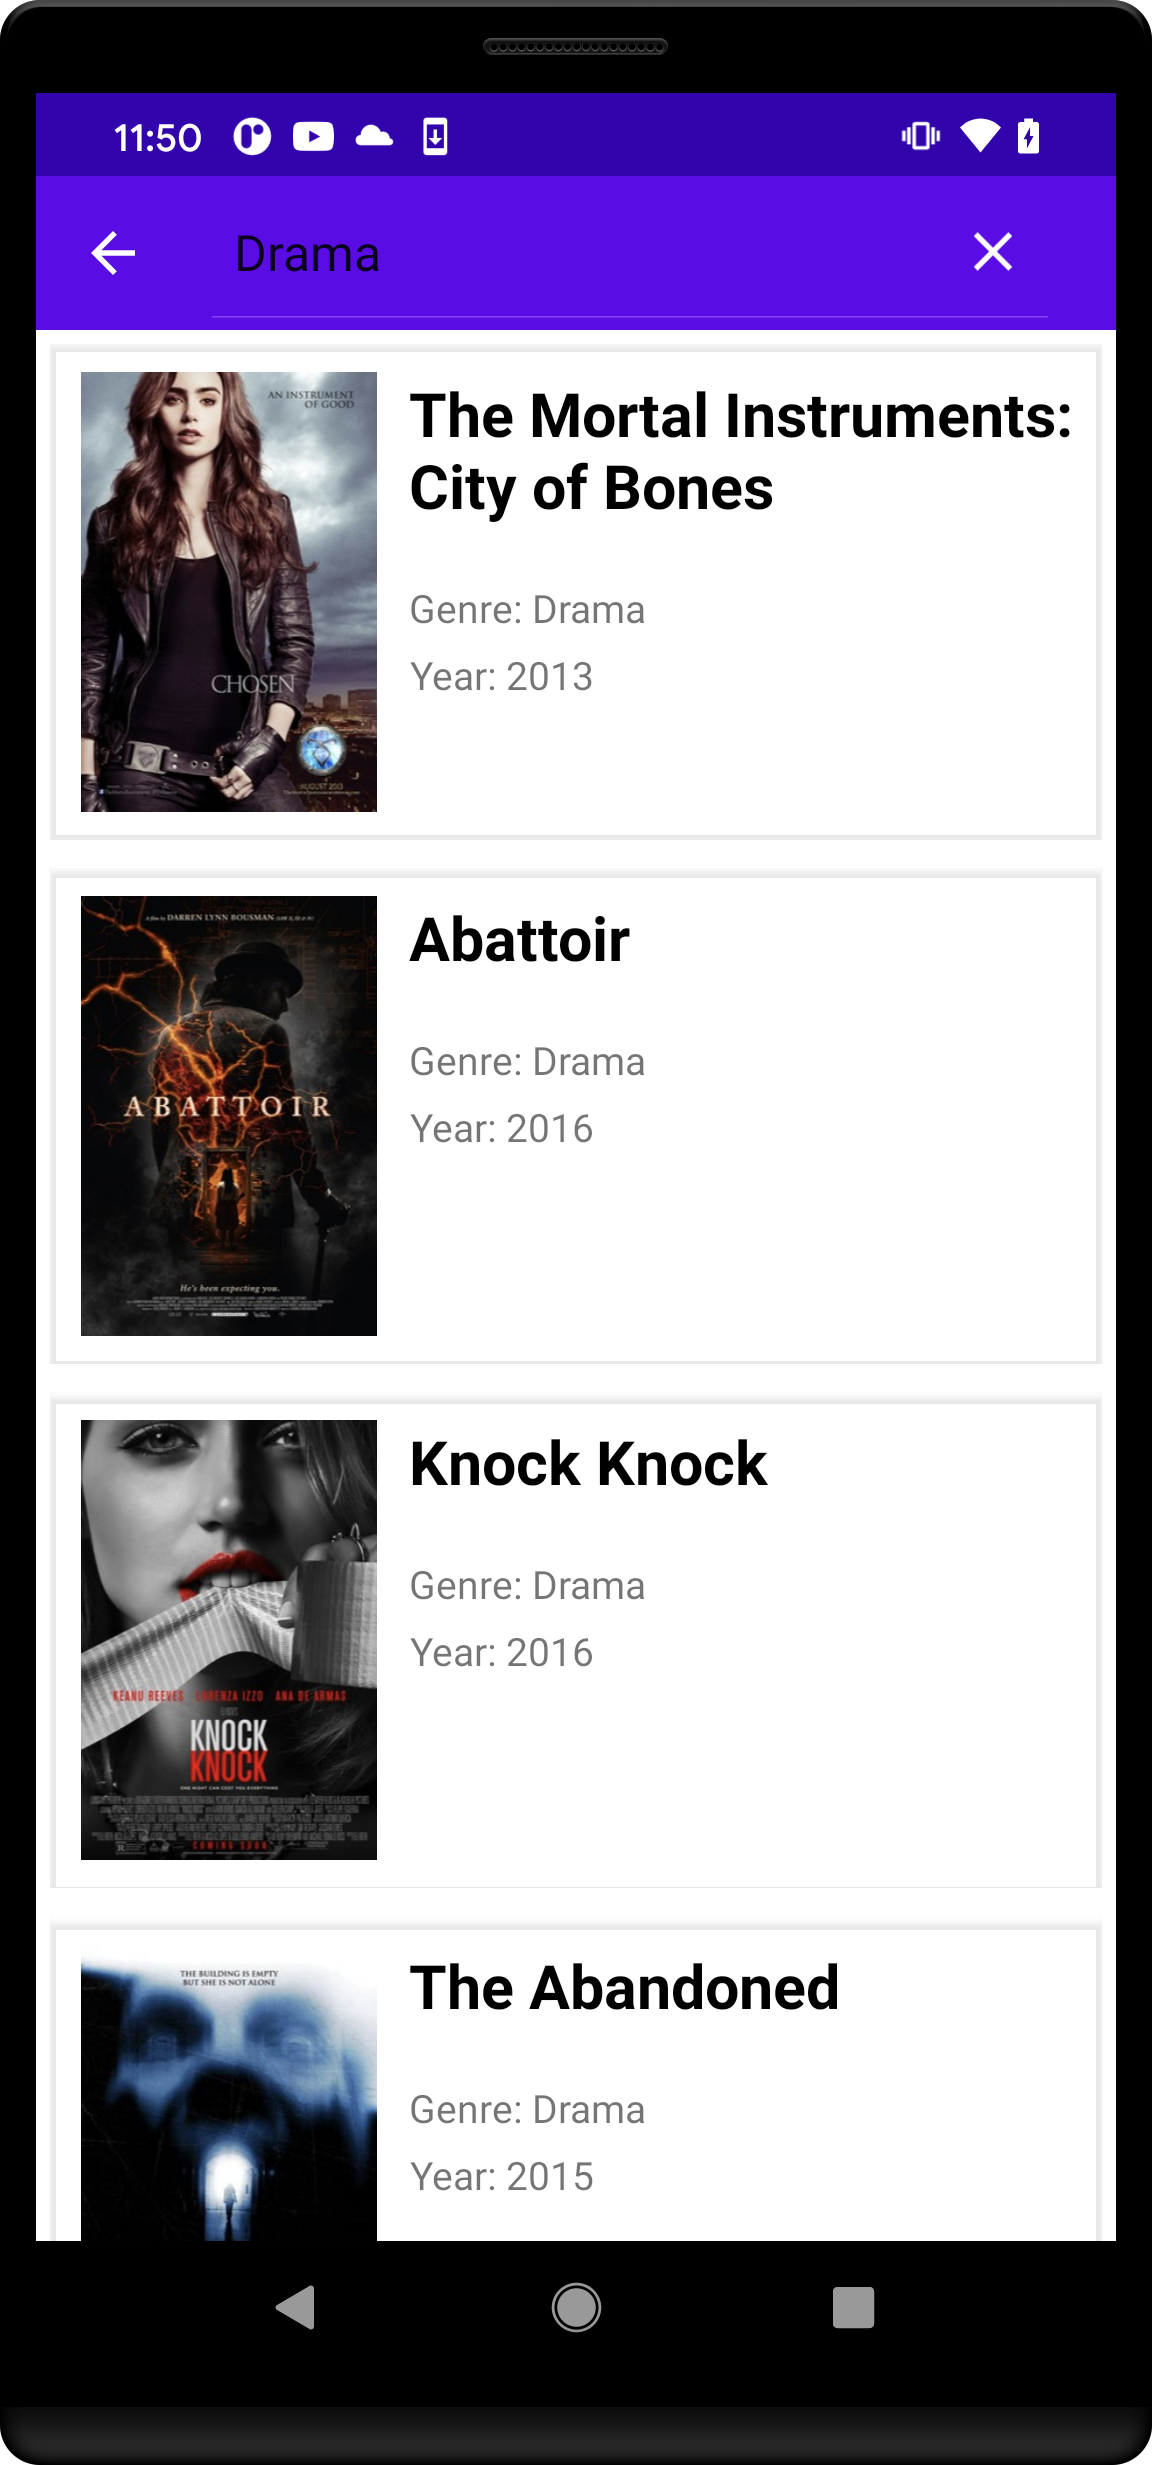 11:50
Drama
AN INSTRUMENT
OF GOOD
CHOSEN
AUGUST 2013
The Mortal Instruments:
City of Bones
Genre: Drama
Year: 2013
A film by DARREN LYNN BOUSMAN
ABATTOIR
He's been expecting you.
Abattoir
Genre: Drama
Year: 2016
KEANU REEVES LORENZA IZZO ANA DE ARMAS
KNOCK
KNOCK
ONE NIGHT CAN COST YOU EVERYTHING
COMING SOON
Knock Knock
Genre: Drama
Year: 2016
THE BUILDING IS EMPTY
BUT SHE IS NOT ALONE
The Abandoned
Genre: Drama
Year: 2015